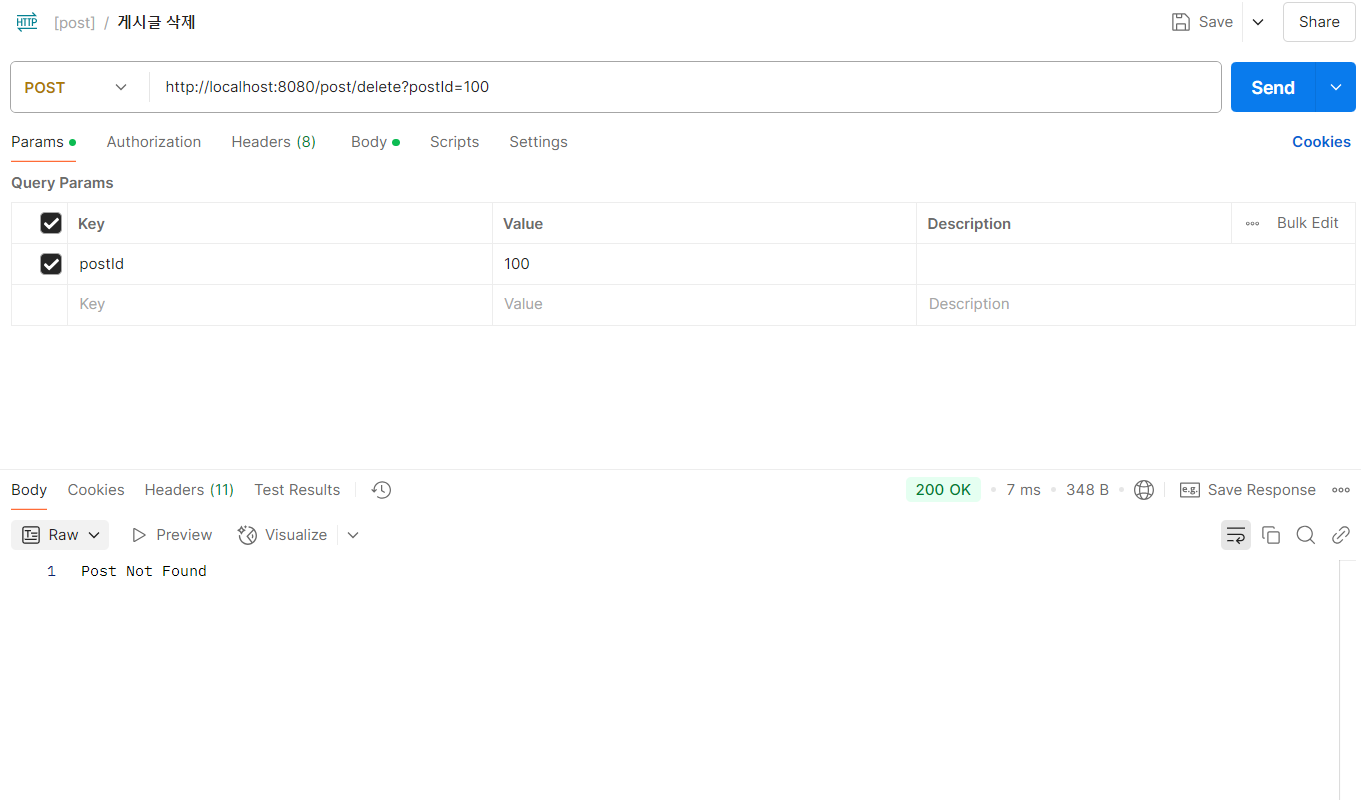 HTTP [post] / 게시글 삭제 Save Share
POST http://localhost:8080/post/delete?postId=100 Send
Params Authorization Headers (8) Body Scripts Settings Cookies
Query Params
Key Value Description Bulk Edit
postId 100
Key Value Description
Body Cookies Headers (11) Test Results 200 OK 7 ms 348 B e.g. Save Response
Raw Preview Visualize
1 Post Not Found